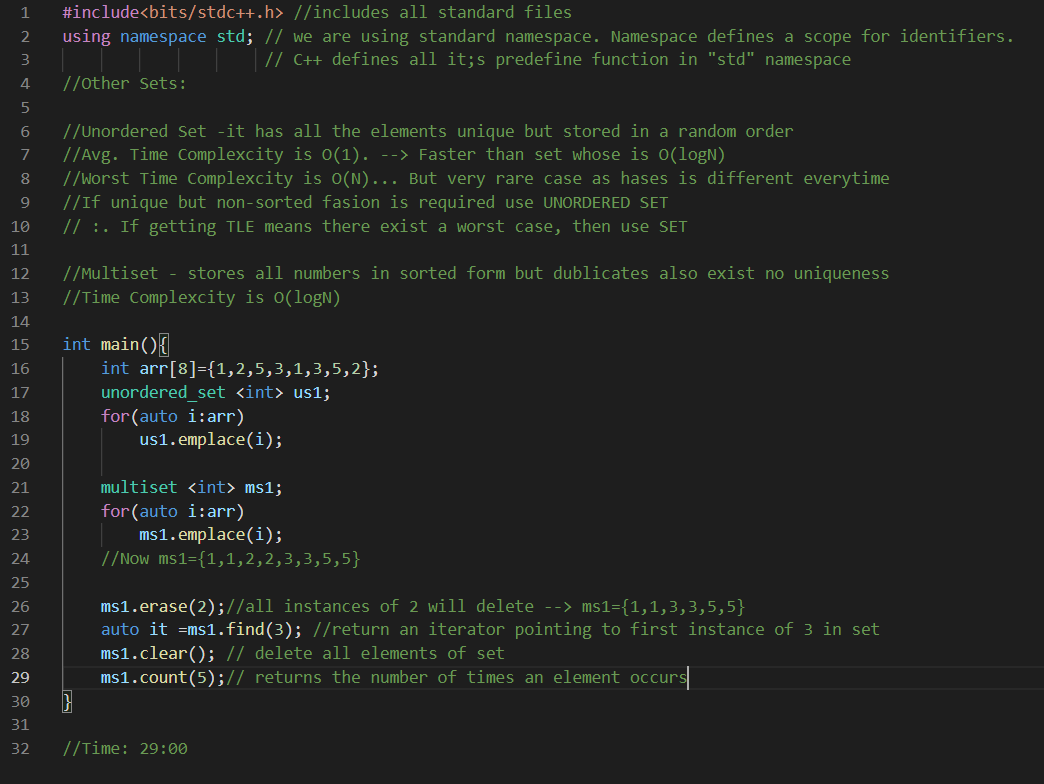 1 #include<bits/stdc++.h> //includes all standard files
2 using namespace std; // we are using standard namespace. Namespace defines a scope for identifiers.
3 // C++ defines all it;s predefine function in "std" namespace
4 //Other Sets:
5
6 //Unordered Set -it has all the elements unique but stored in a random order
7 //Avg. Time Complexcity is O(1). --> Faster than set whose is O(logN)
8 //Worst Time Complexcity is O(N)... But very rare case as hases is different everytime
9 //If unique but non-sorted fasion is required use UNORDERED SET
10 // :. If getting TLE means there exist a worst case, then use SET
11
12 //Multiset - stores all numbers in sorted form but dublicates also exist no uniqueness
13 //Time Complexcity is O(logN)
14
15 int main(){
16 int arr[8]={1,2,5,3,1,3,5,2};
17 unordered_set <int> us1;
18 for(auto i:arr)
19 us1.emplace(i);
20
21 multiset <int> ms1;
22 for(auto i:arr)
23 ms1.emplace(i);
24 //Now ms1={1,1,2,2,3,3,5,5}
25
26 ms1.erase(2);//all instances of 2 will delete --> ms1={1,1,3,3,5,5}
27 auto it =ms1.find(3); //return an iterator pointing to first instance of 3 in set
28 ms1.clear(); // delete all elements of set
29 ms1.count(5);// returns the number of times an element occurs
30 }
31
32 //Time: 29:00